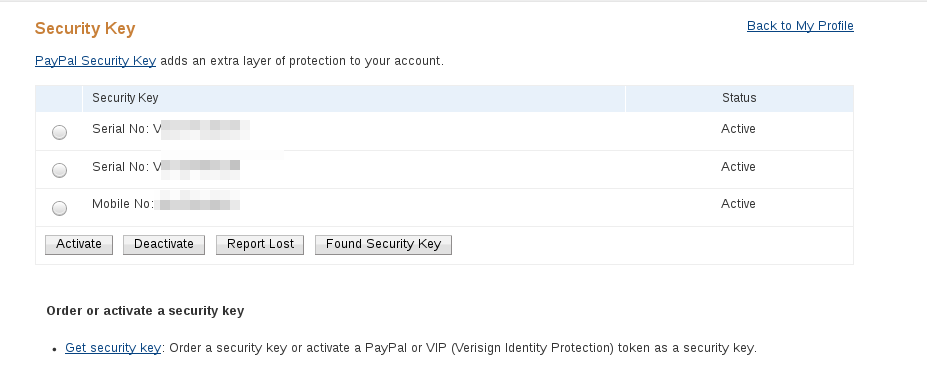 Security Key
Back to My Profile
PayPal Security Key adds an extra layer of protection to your account.
Security Key Status
Serial No: V Active
Serial No: V Active
Mobile No: Active
Activate Deactivate Report Lost Found Security Key
Order or activate a security key
• Get security key: Order a security key or activate a PayPal or VIP (Verisign Identity Protection) token as a security key.